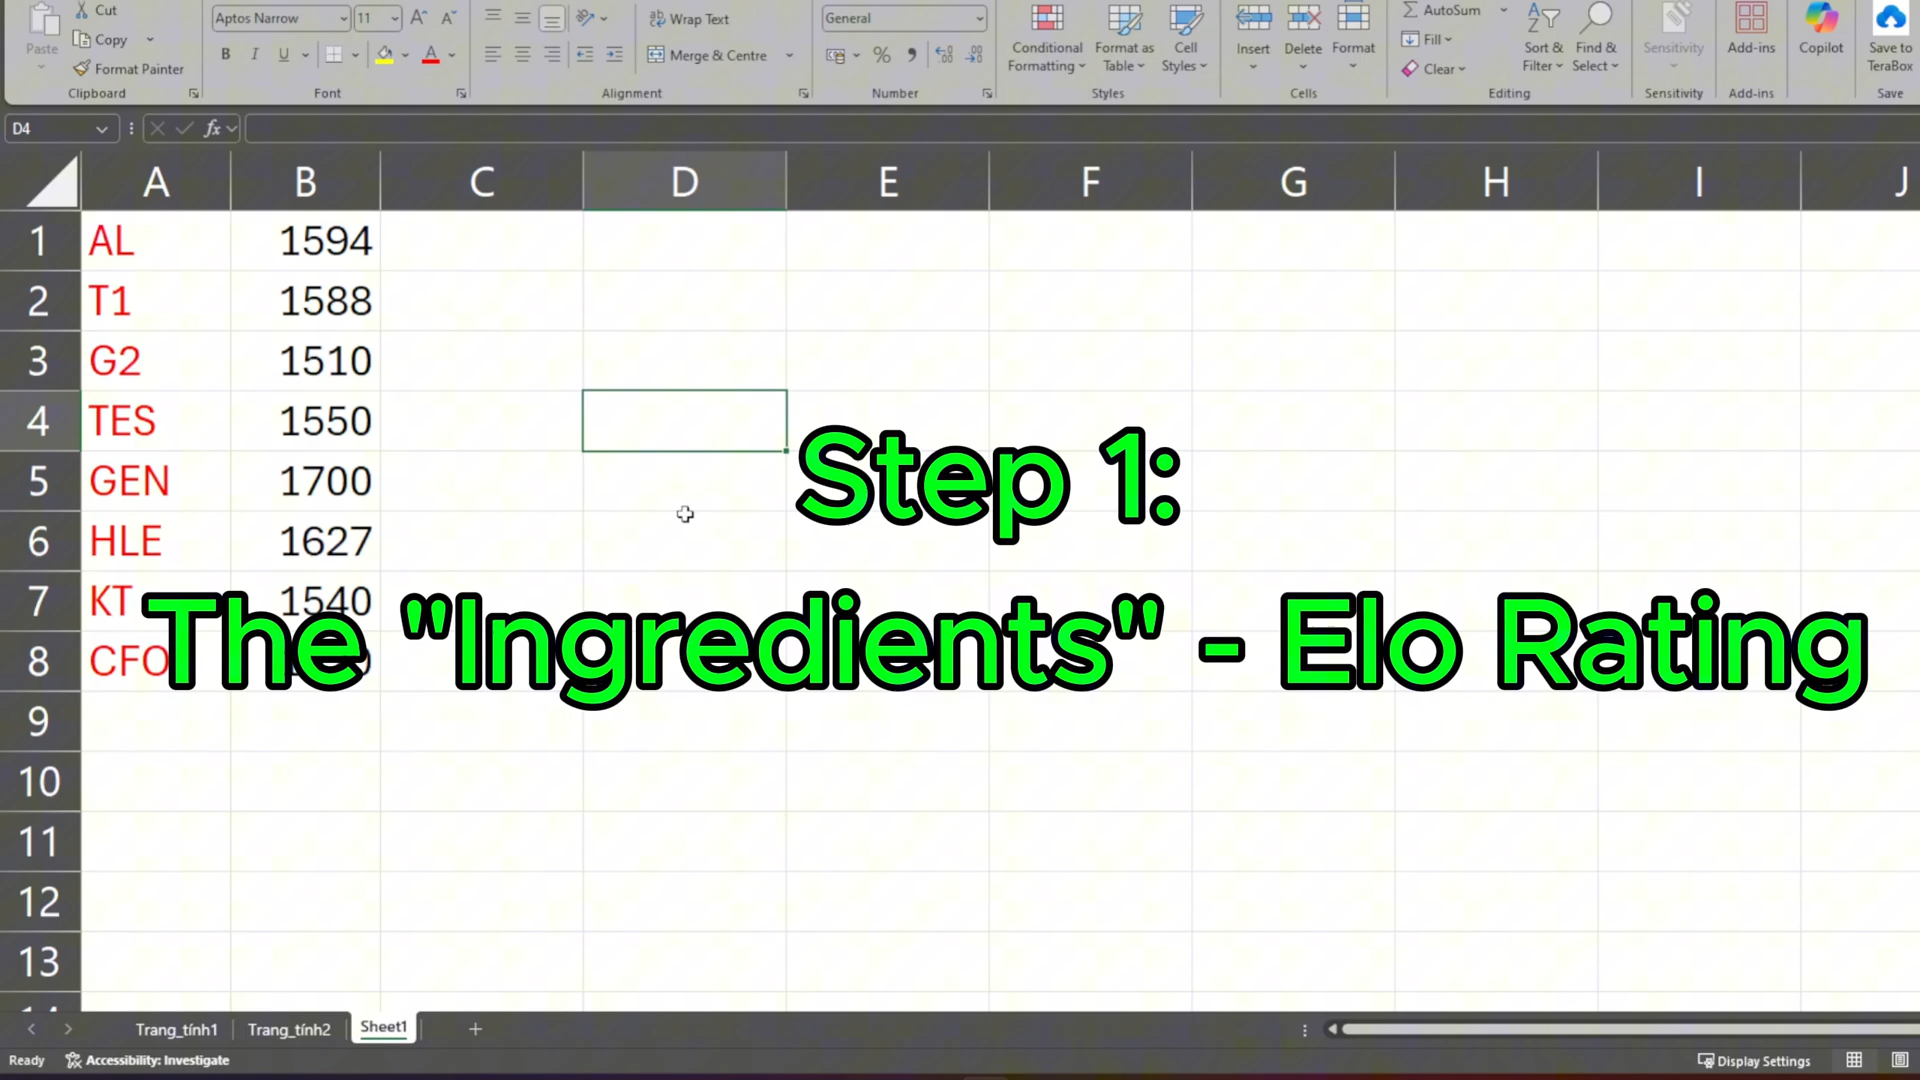 Cut
Aptos Narrow
11
Wrap Text
General
AutoSum
Paste
Copy
B I U
Merge & Centre
Conditional Formatting
Format as Table
Cell Styles
Insert
Delete
Format
Fill
Sort & Filter
Find & Select
Sensitivity
Add-ins
Copilot
Save to TeraBox
Format Painter
Clear
Clipboard
Font
Alignment
Number
Styles
Cells
Editing
Sensitivity
Add-ins
Save
D4
fx
A B C D E F G H I J
1 AL 1594
2 T1 1588
3 G2 1510
4 TES 1550
5 GEN 1700
6 HLE 1627
7 KT 1540
8 CFO
9
10
11
12
13
Step 1:
The "Ingredients" - Elo Rating
Trang_tính1 Trang_tính2 Sheet1
Ready
Accessibility: Investigate
Display Settings